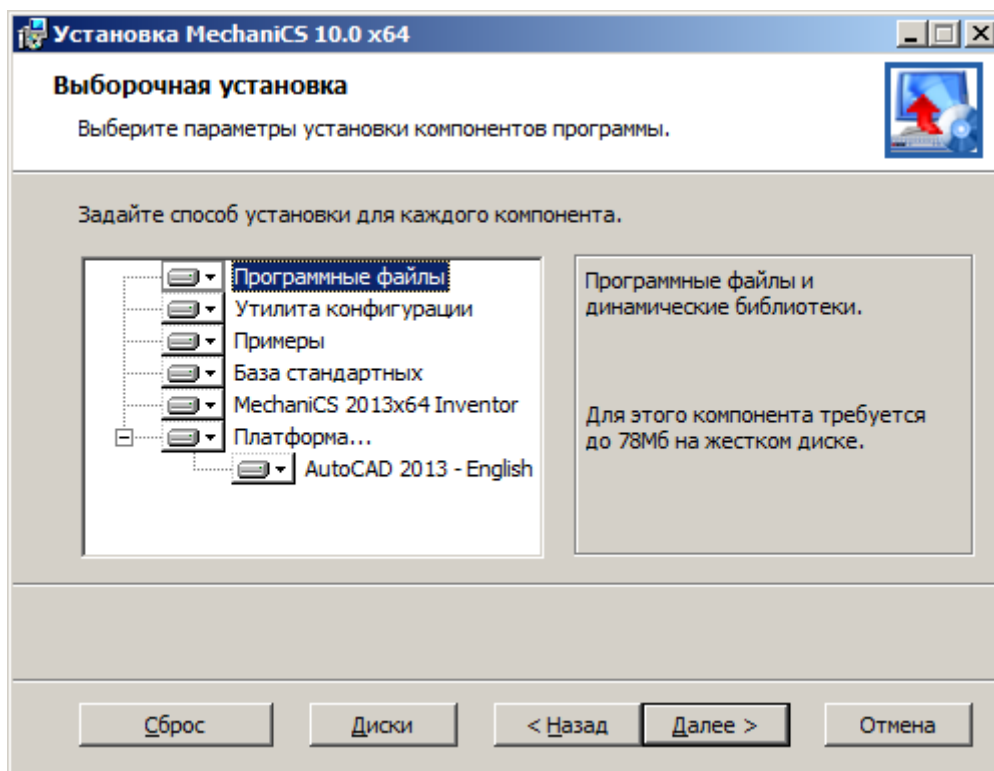 Установка MechaniCS 10.0 x64
Выборочная установка
Выберите параметры установки компонентов программы.
Задайте способ установки для каждого компонента.
Программные файлы
Утилита конфигурации
Примеры
База стандартных
MechaniCS 2013x64 Inventor
Платформа...
AutoCAD 2013 - English
Программные файлы и
динамические библиотеки.
Для этого компонента требуется
до 78Мб на жестком диске.
Сброс
Диски
< Назад
Далее >
Отмена